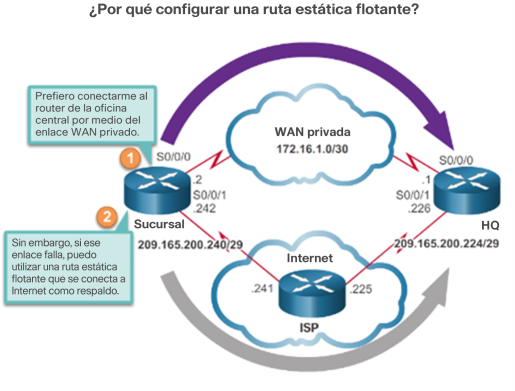 ¿Por qué configurar una ruta estática flotante?
Prefiero conectarme al
router de la oficina
central por medio del
enlace WAN privado.
1
S0/0/0
.2
S0/0/1
.242
Sucursal
WAN privada
172.16.1.0/30
S0/0/0
.1
S0/0/1
.226
HQ
2
Sin embargo, si ese
enlace falla, puedo
utilizar una ruta estática
flotante que se conecta a
Internet como respaldo.
209.165.200.240/29
209.165.200.224/29
Internet
.241
.225
ISP